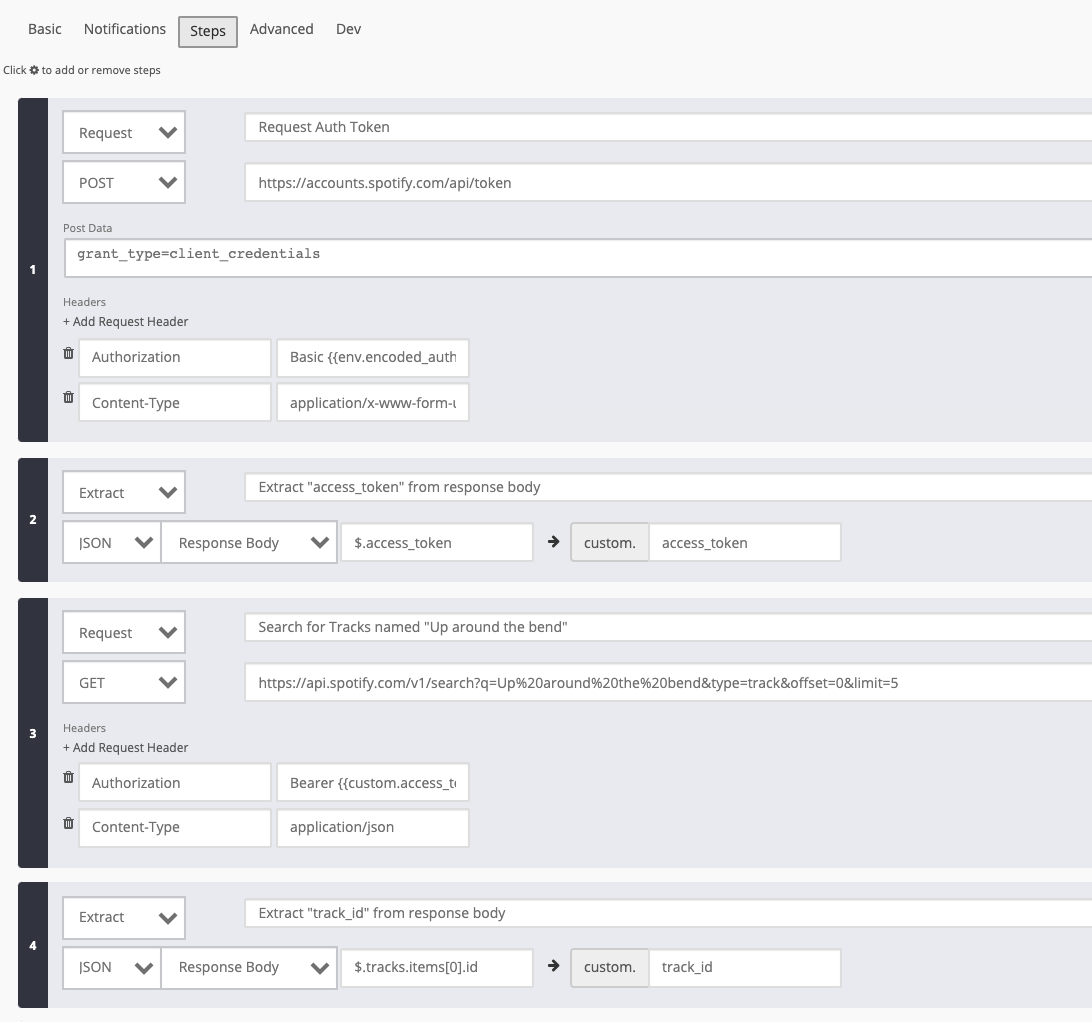 Basic Notifications Steps Advanced Dev
Click to add or remove steps
1
Request Request Auth Token
POST https://accounts.spotify.com/api/token
Post Data
grant_type=client_credentials
Headers
+ Add Request Header
Authorization Basic {{env.encoded_auth
Content-Type application/x-www-form-u
2
Extract Extract "access_token" from response body
JSON Response Body $.access_token custom. access_token
3
Request Search for Tracks named "Up around the bend"
GET https://api.spotify.com/v1/search?q=Up%20around%20the%20bend&type=track&offset=0&limit=5
Headers
+ Add Request Header
Authorization Bearer {{custom.access_to
Content-Type application/json
4
Extract Extract "track_id" from response body
JSON Response Body $.tracks.items[0].id custom. track_id